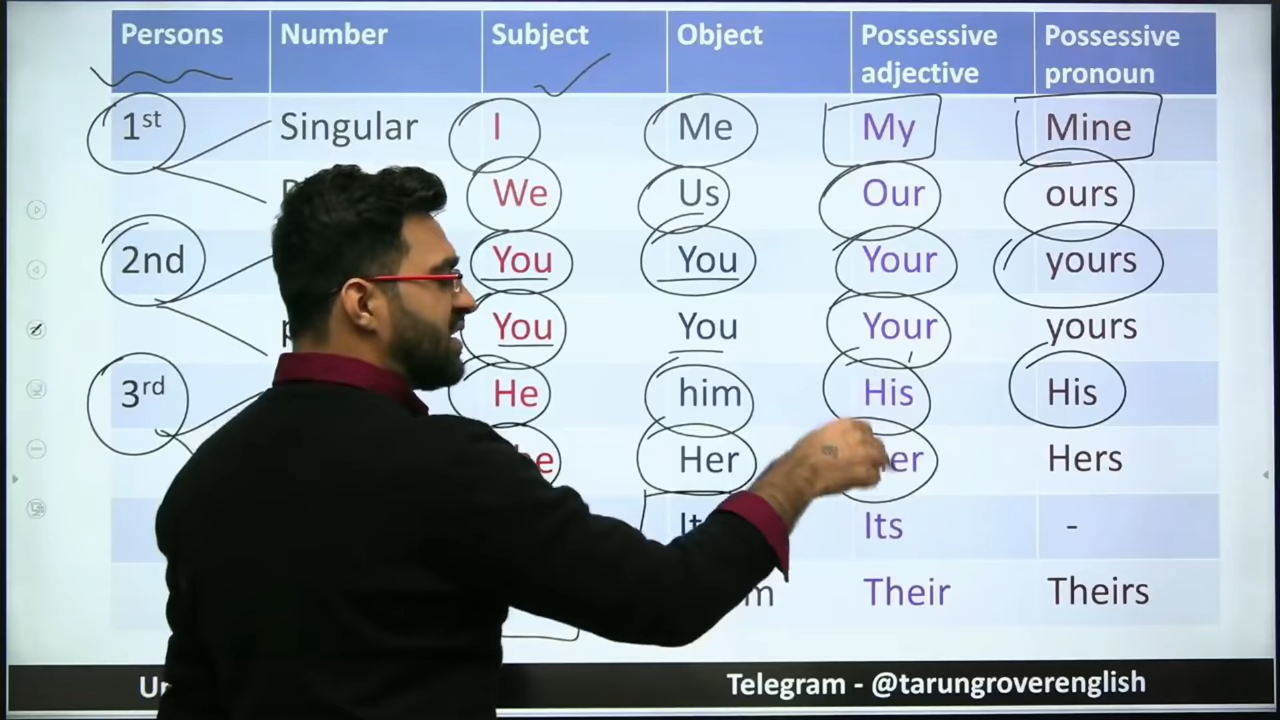 Persons Number Subject Object Possessive adjective Possessive pronoun
1st Singular I Me My Mine
We Us Our ours
2nd You You Your yours
You You Your yours
3rd He him His His
Her Hers
Its -
Their Theirs
Telegram - @tarungroverenglish